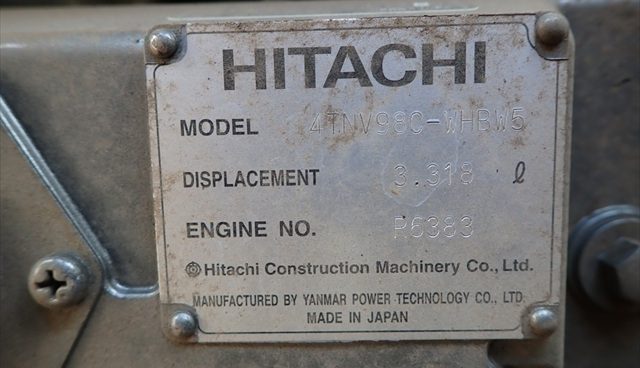 HITACHI
MODEL 4TNV98C-WHBW5
DISPLACEMENT 3.318 ℓ
ENGINE NO. R6383
Hitachi Construction Machinery Co., Ltd.
MANUFACTURED BY YANMAR POWER TECHNOLOGY CO., LTD.
MADE IN JAPAN